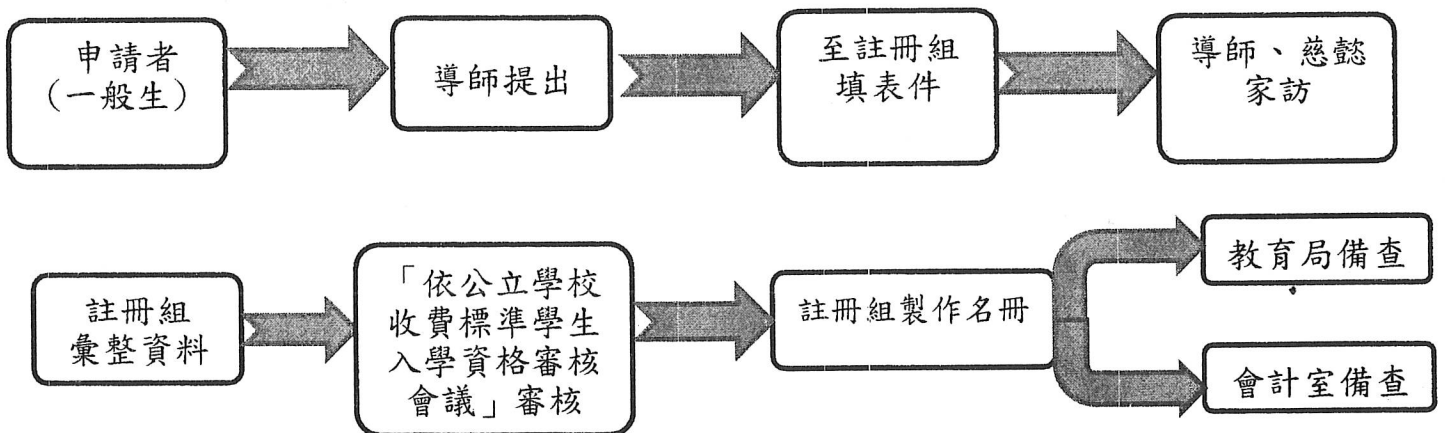 申請者
（一般生）
導師提出
至註冊組
填表件
導師、慈懿
家訪
註冊組
彙整資料
「依公立學校
收費標準學生
入學資格審核
會議」審核
註冊組製作名冊
教育局備查
會計室備查